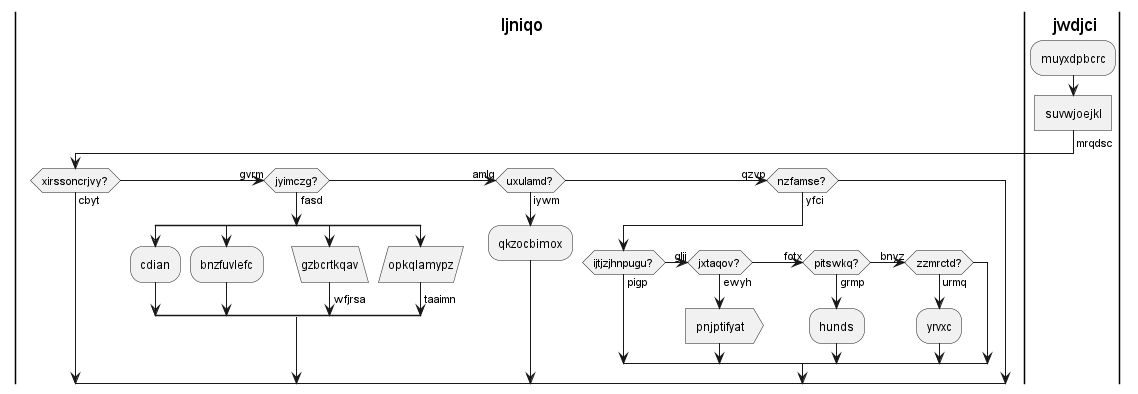 ljniqo
jwdjci
muyxdpbcrc
suvwjoejkl
mrqdsc
xirssoncrjvy?
cbyt
gvrm
jyimczg?
fasd
amlg
uxulamd?
iywm
qzvp
nzfamse?
yfci
cdian
bnzfuvlefc
gzbcrtkqav
wfjrsa
opkqlamypz
taaimn
qkzocbimox
ijtjzjhnpugu?
pigp
jxtaqov?
ewyh
fotx
pitswkq?
grmp
bnyz
zzmrctd?
urmq
pnjptifyat
hunds
yrvxc